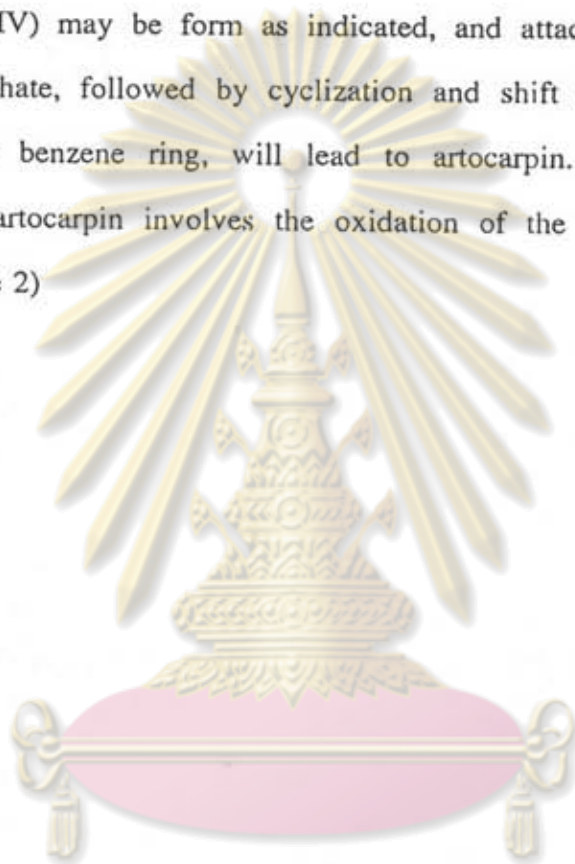 IV) may be form as indicated, and attac
hate, followed by cyclization and shift
benzene ring, will lead to artocarpin.
artocarpin involves the oxidation of the
2)